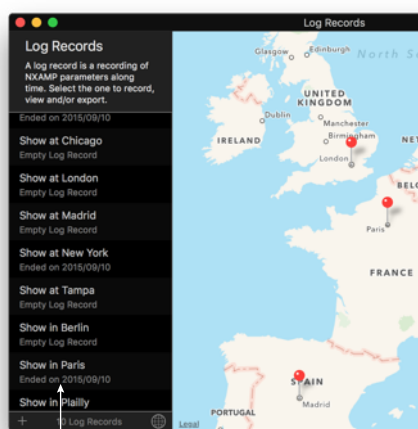 Log Records
Log Records
A log record is a recording of
NXAMP parameters along
time. Select the one to record,
view and/or export.
Ended on 2015/09/10
Show at Chicago
Empty Log Record
Show at London
Empty Log Record
Show at Madrid
Empty Log Record
Show at New York
Ended on 2015/09/10
Show at Tampa
Empty Log Record
Show in Berlin
Empty Log Record
Show in Paris
Ended on 2015/09/10
Show in Plailly
10 Log Records
Glasgow
Edinburgh
North S
UNITED
KINGDOM
Dublin
Manchester
IRELAND
Birmingham
NET
London
BELG
Paris
FRANCE
SPAIN
Madrid
PORTUGAL
Legal